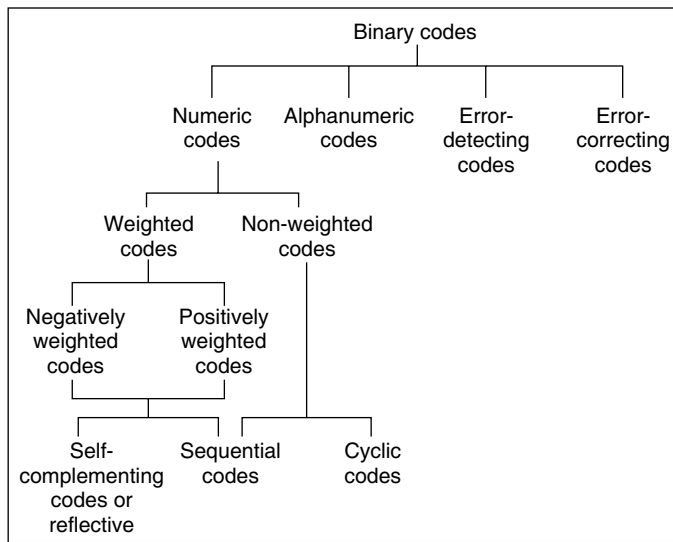 Binary codes
Numeric
codes
Alphanumeric
codes
Error-
detecting
codes
Error-
correcting
codes
Weighted
codes
Non-weighted
codes
Negatively
weighted
codes
Positively
weighted
codes
Self-
complementing
codes or
reflective
Sequential
codes
Cyclic
codes